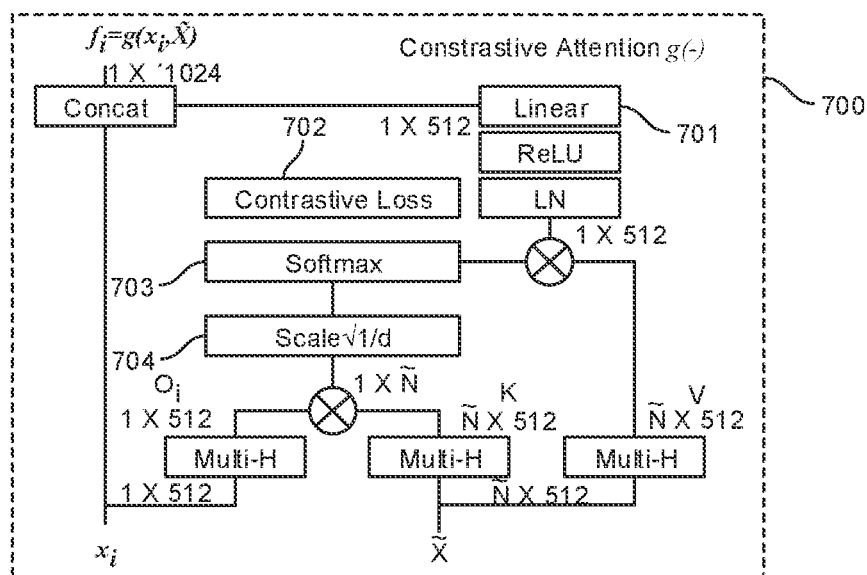 f_i=g(x_i,X̃)
Constrastive Attention g(-)
1 X ´1024
700
Concat
Linear
1 X 512
701
702
ReLU
Contrastive Loss
LN
1 X 512
703
Softmax
704
Scale√1/d
O_i
1 X Ñ
K
V
1 X 512
Ñ X 512
Ñ X 512
Multi-H
Multi-H
Multi-H
1 X 512
Ñ X 512
x_i
X̃